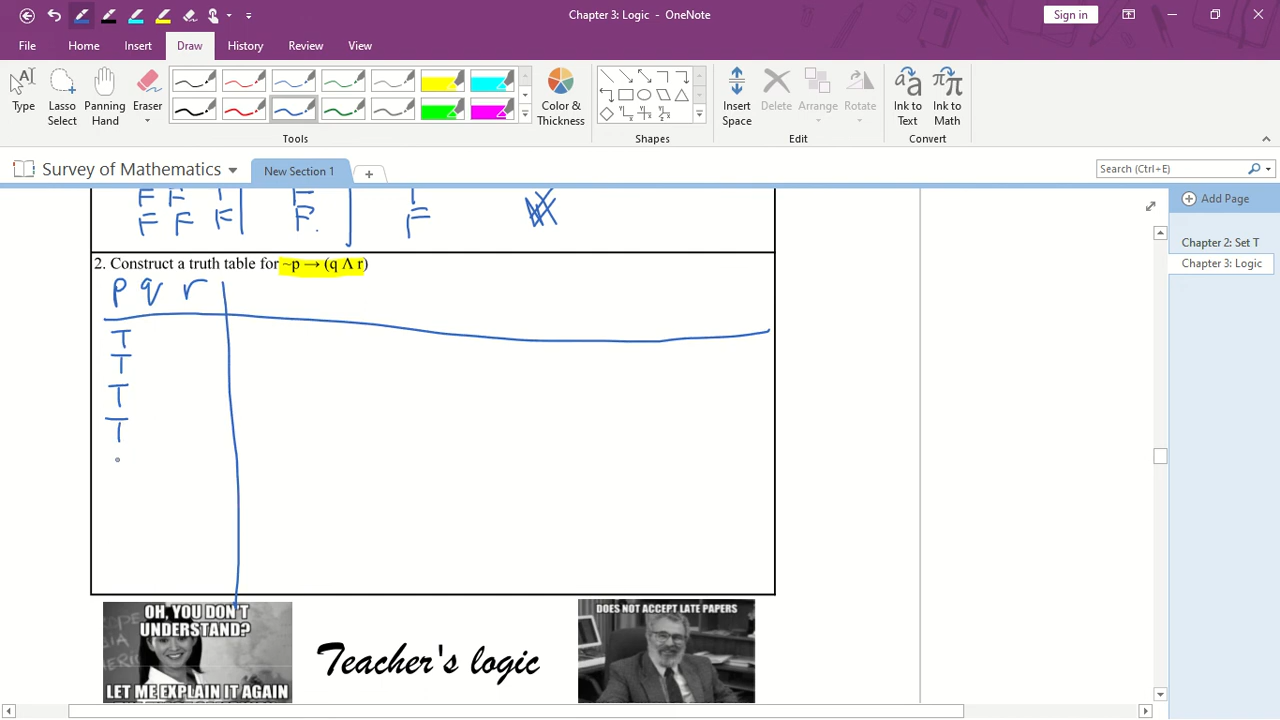 Chapter 3: Logic - OneNote
Sign in
File Home Insert Draw History Review View
Type
Lasso Select
Panning Hand
Eraser
Color & Thickness
Insert Space
Delete
Arrange
Rotate
Ink to Text
Ink to Math
Tools
Shapes
Edit
Convert
Survey of Mathematics
New Section 1
Search (Ctrl+E)
Add Page
Chapter 2: Set T
Chapter 3: Logic
F F F
F F F F F
2. Construct a truth table for ~p → (q Λ r)
p q r
T
T
T
T
OH, YOU DON'T UNDERSTAND?
LET ME EXPLAIN IT AGAIN
Teacher's logic
DOES NOT ACCEPT LATE PAPERS